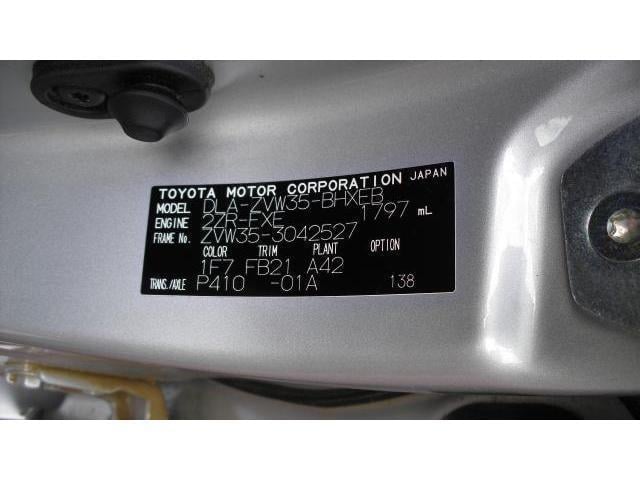 TOYOTA MOTOR CORPORATION JAPAN
MODEL DLA-ZVW35-BHXEB
ENGINE 2ZR-FXE 1797 mL
FRAME No. ZVW35-3042527
COLOR TRIM PLANT OPTION
1F7 FB21 A42
TRANS./AXLE P410 -01A 138